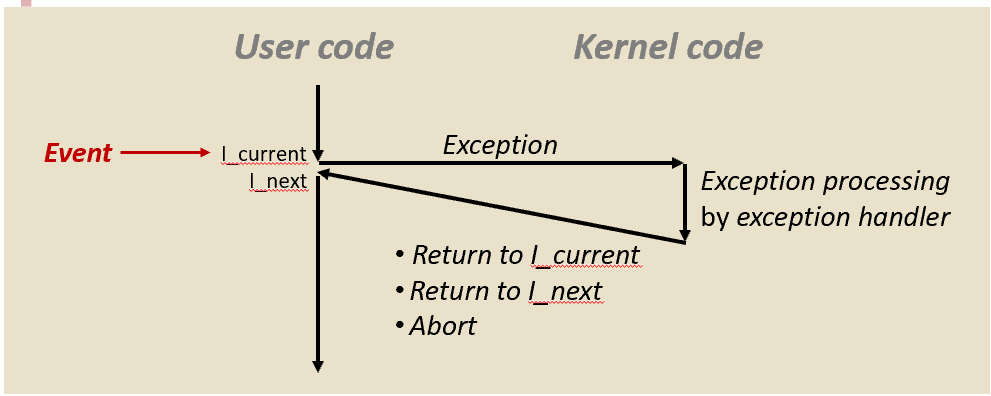 User code
Kernel code
Event
I_current
Exception
I_next
Exception processing
by exception handler
• Return to I_current
• Return to I_next
• Abort